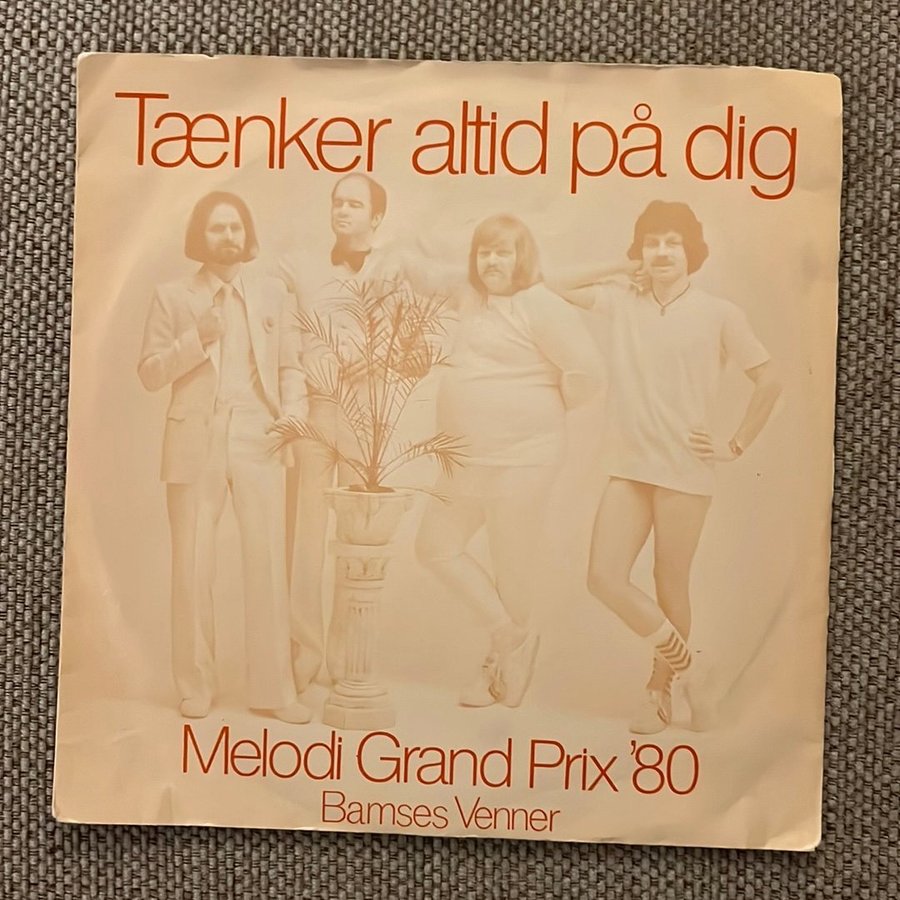 Tænker altid på dig
Melodi Grand Prix '80
Bamses Venner